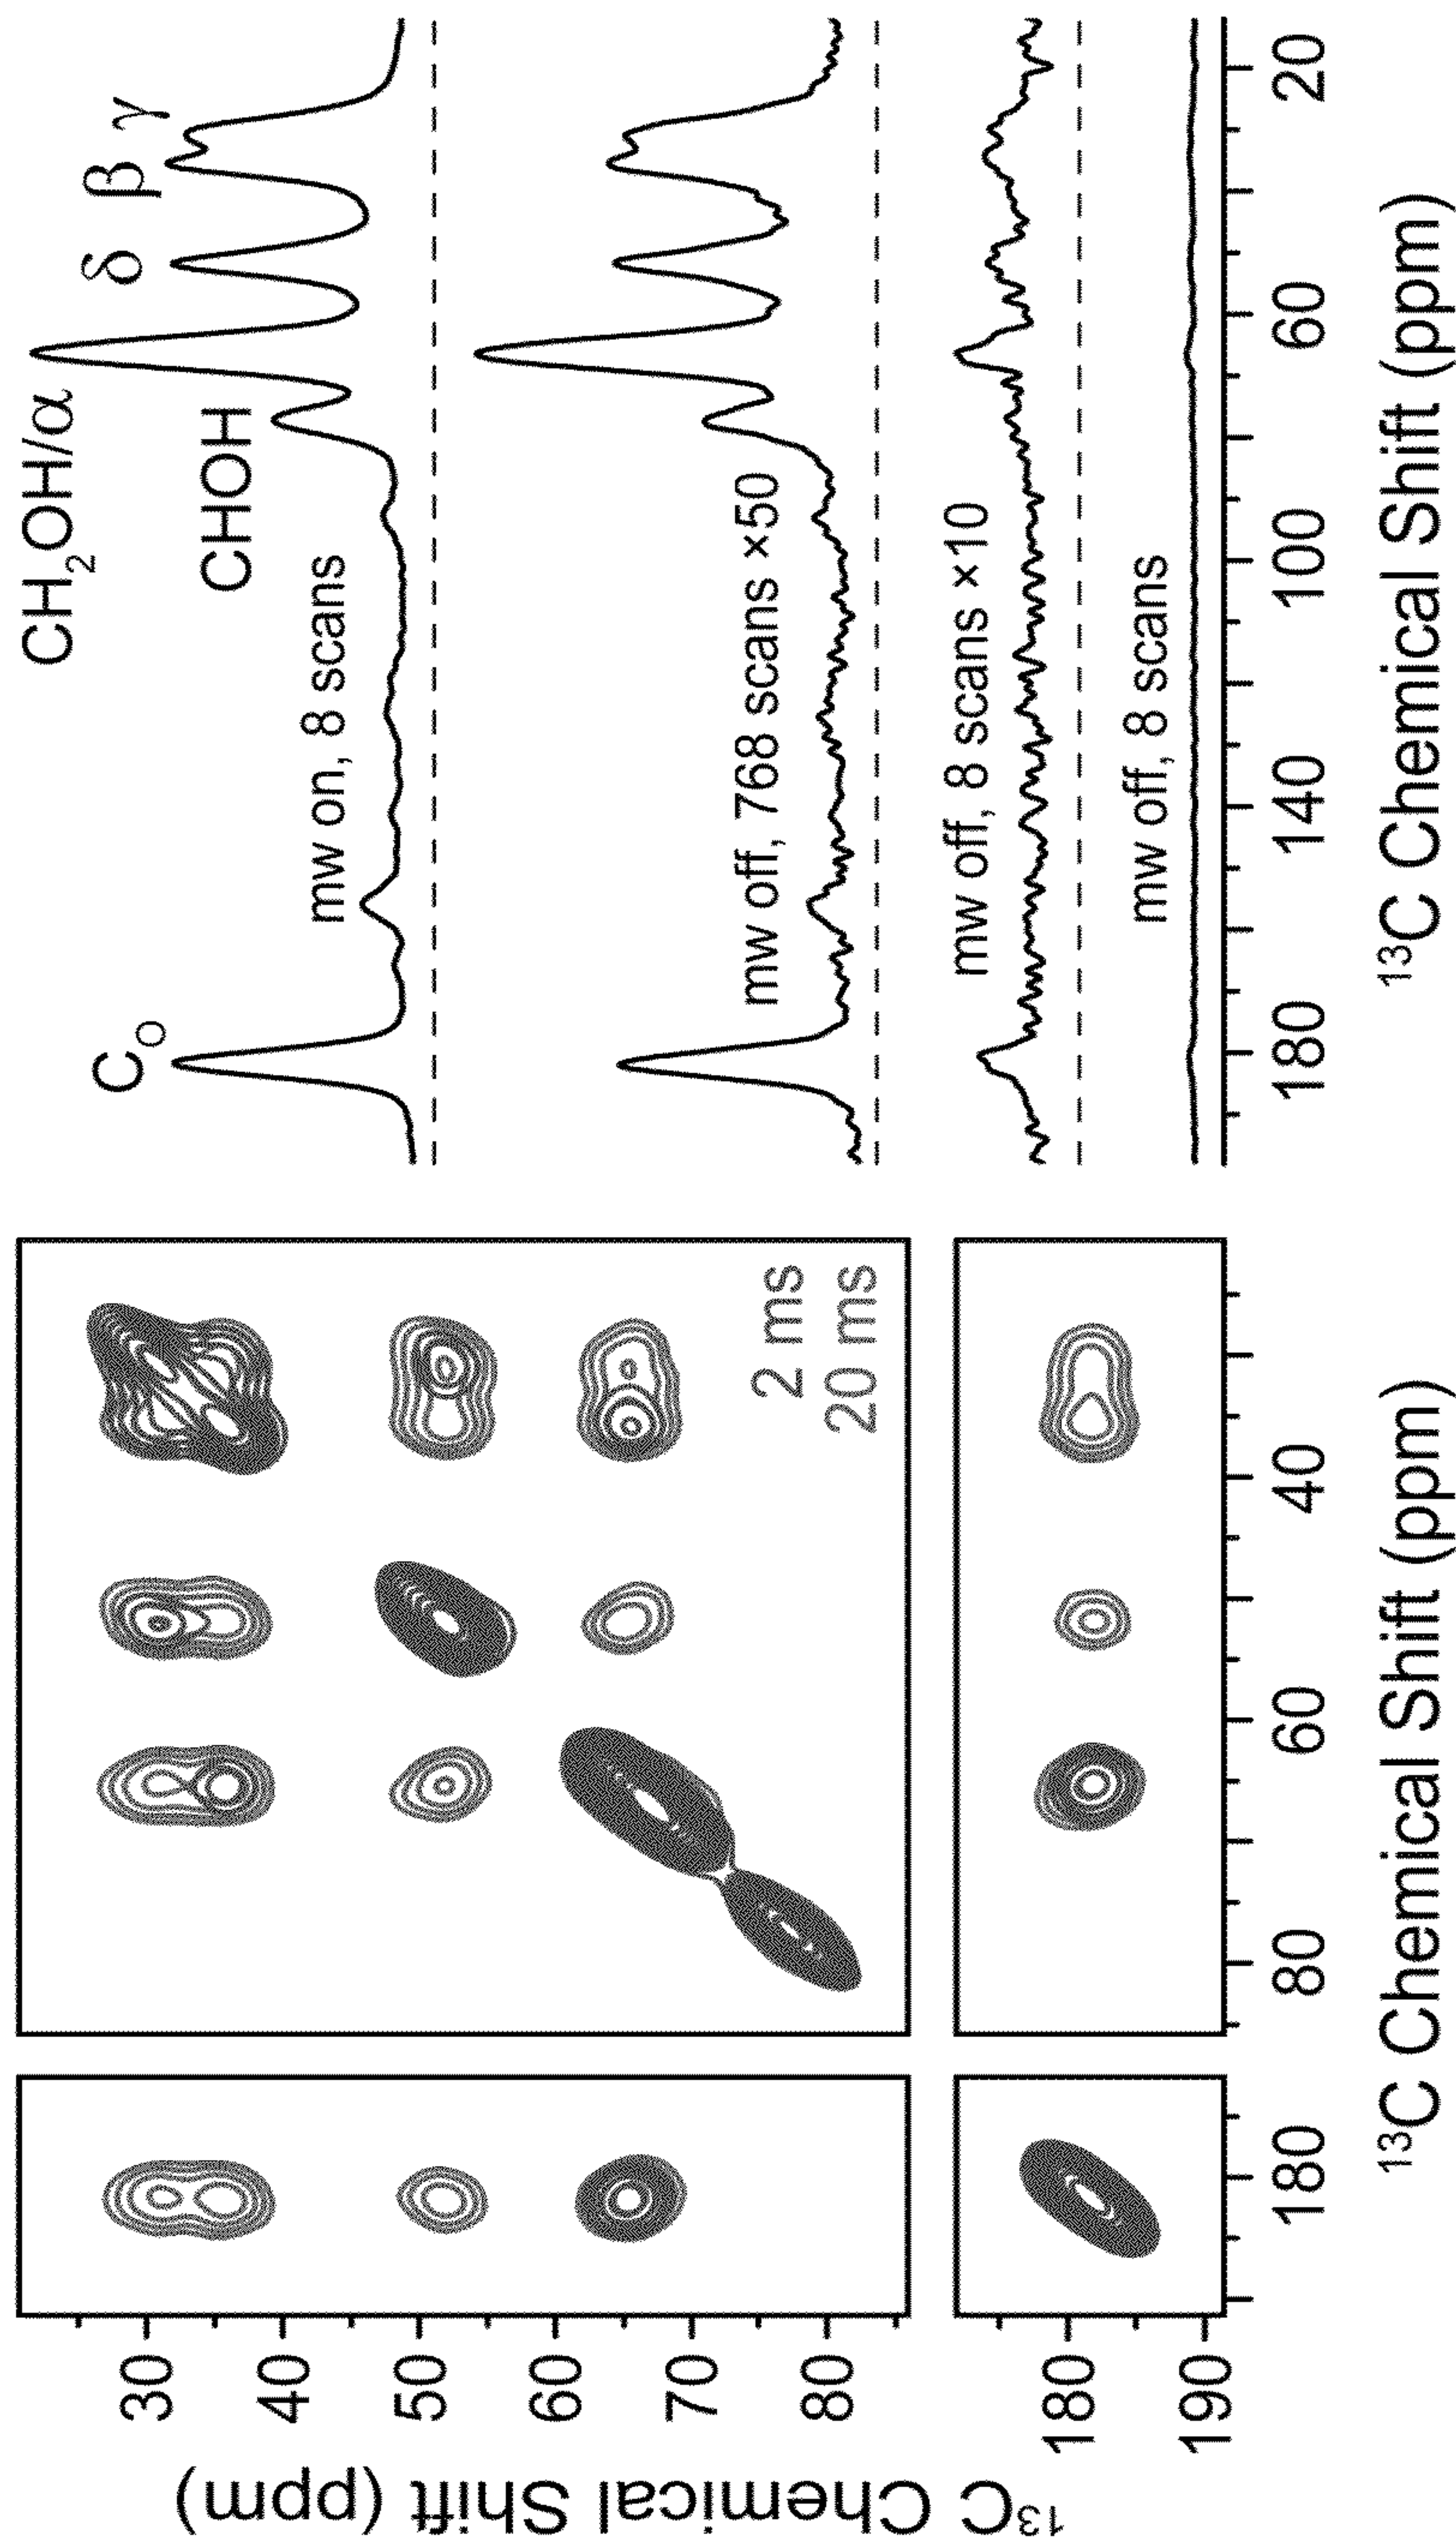 ¹³C Chemical Shift (ppm)
30
40
50
60
70
80
180
190
2 ms
20 ms
180
80
60
40
¹³C Chemical Shift (ppm)
C_O
CH₂OH/α
CHOH
δ
β
γ
mw on, 8 scans
mw off, 768 scans ×50
mw off, 8 scans ×10
mw off, 8 scans
180
140
100
60
20
¹³C Chemical Shift (ppm)